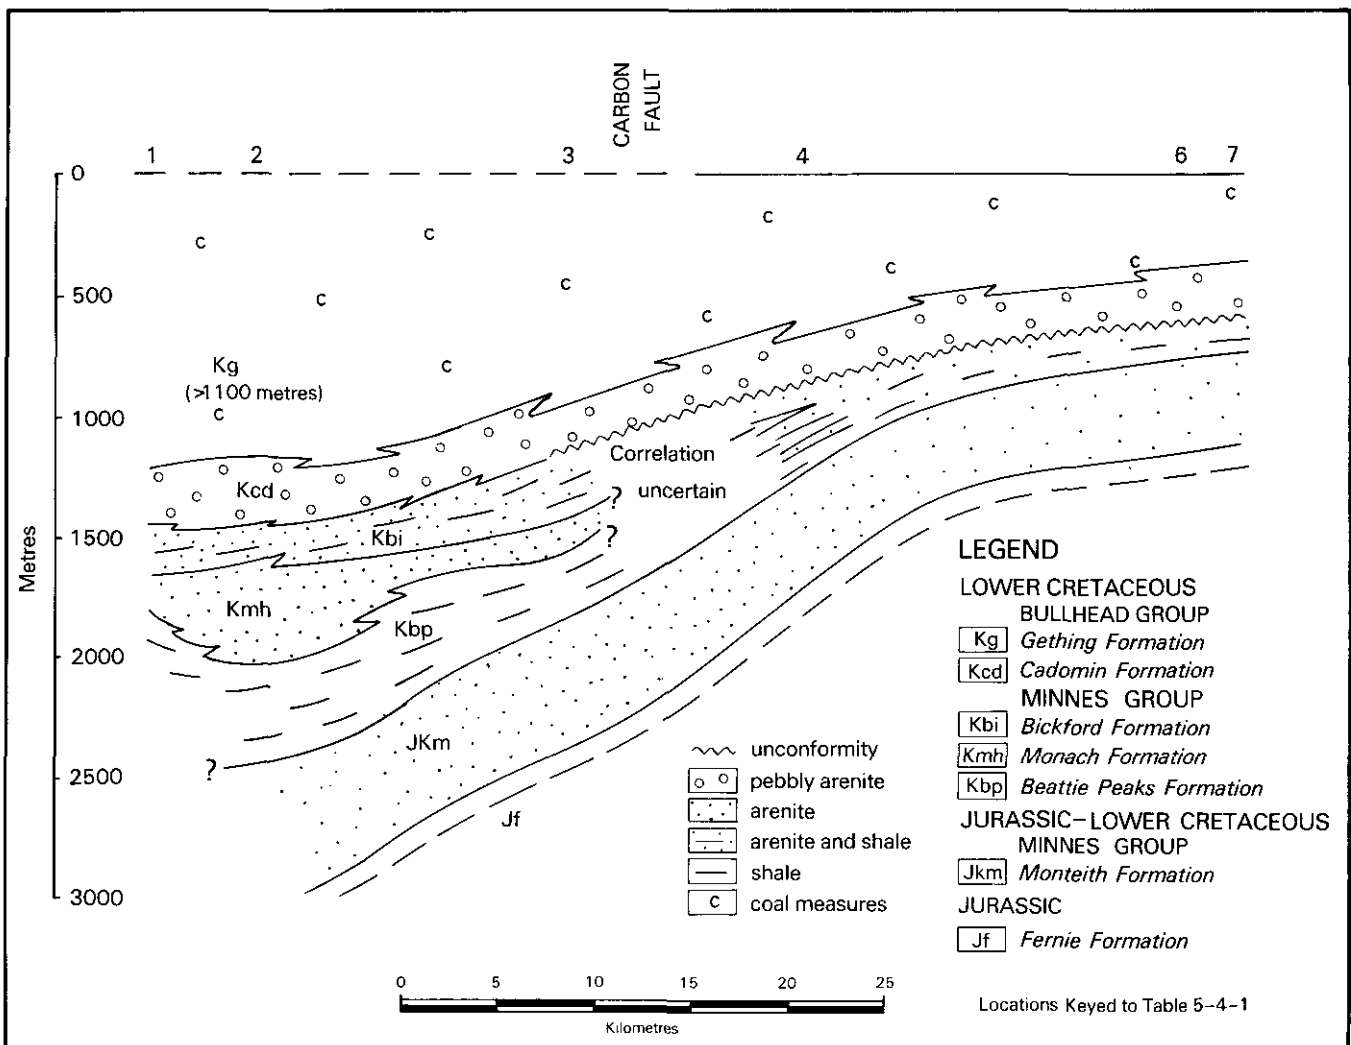 CARBON
FAULT
1 2 3 4 6 7
0
500
1000
1500
2000
2500
3000
Metres
c c c c c c c c c c c c c
Kg
(>1100 metres)
Kcd
Kbi
Kmh
Kbp
JKm
Jf
Correlation
uncertain
?
?
?
unconformity
pebbly arenite
arenite
arenite and shale
shale
c coal measures
LEGEND
LOWER CRETACEOUS
BULLHEAD GROUP
Kg Gething Formation
Kcd Cadomin Formation
MINNES GROUP
Kbi Bickford Formation
Kmh Monach Formation
Kbp Beattie Peaks Formation
JURASSIC-LOWER CRETACEOUS
MINNES GROUP
Jkm Monteith Formation
JURASSIC
Jf Fernie Formation
0 5 10 15 20 25
Kilometres
Locations Keyed to Table 5-4-1